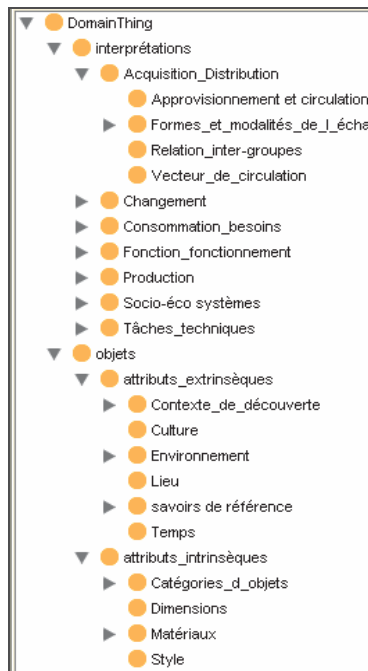 DomainThing
interprétations
Acquisition_Distribution
Approvisionnement et circulation
Formes_et_modalités_de_l_écha
Relation_inter-groupes
Vecteur_de_circulation
Changement
Consommation_besoins
Fonction_fonctionnement
Production
Socio-éco systèmes
Tâches_techniques
objets
attributs_extrinsèques
Contexte_de_découverte
Culture
Environnement
Lieu
savoirs de référence
Temps
attributs_intrinsèques
Catégories_d_objets
Dimensions
Matériaux
Style